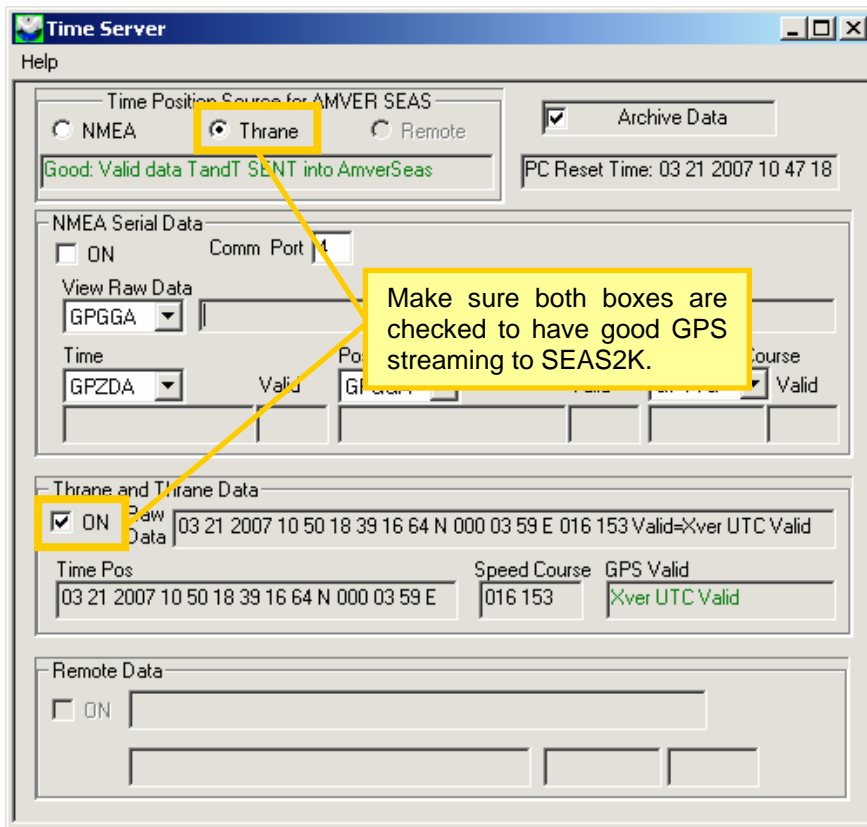 Time Server
Help
Time Position Source for AMVER SEAS
NMEA Thrane Remote
Archive Data
Good: Valid data TandT SENT into AmverSeas
PC Reset Time: 03 21 2007 10 47 18
NMEA Serial Data
ON Comm Port 4
View Raw Data
GPGGA
Make sure both boxes are
checked to have good GPS
streaming to SEAS2K.
Time
Course
GPZDA Valid GPGGA Valid
Thrane and Thrane Data
ON Raw
Data 03 21 2007 10 50 18 39 16 64 N 000 03 59 E 016 153 Valid=Xver UTC Valid
Time Pos Speed Course GPS Valid
03 21 2007 10 50 18 39 16 64 N 000 03 59 E 016 153 Xver UTC Valid
Remote Data
ON